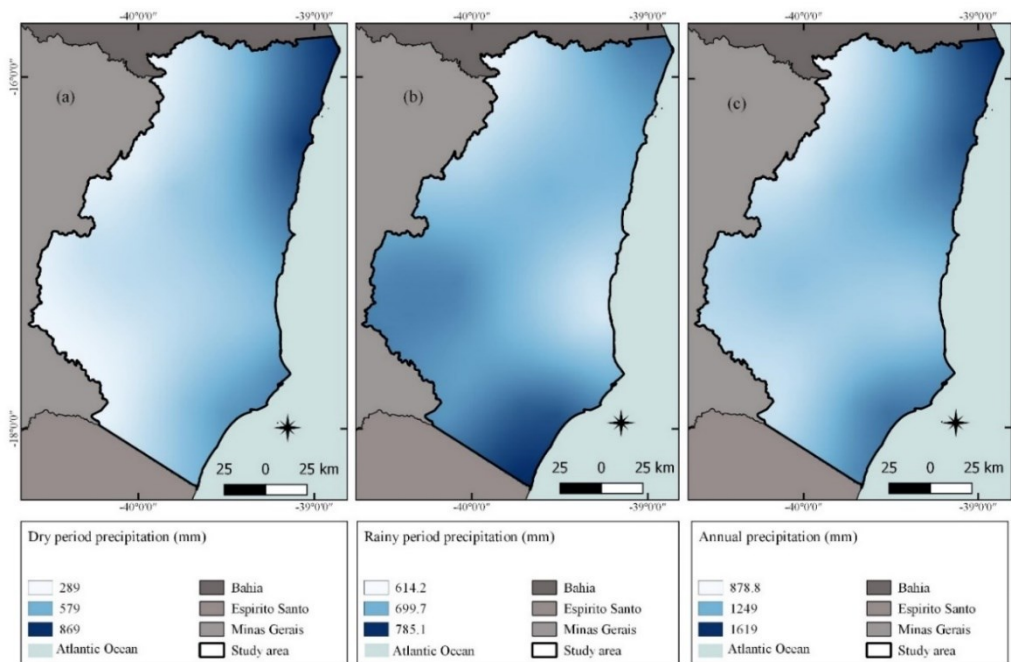 -40°0'0" -39°0'0" -40°0'0" -39°0'0" -40°0'0" -39°0'0"
-16°0'0"
(a) (b) (c)
-18°0'0"
25 0 25 km 25 0 25 km 25 0 25 km
-40°0'0" -39°0'0" -40°0'0" -39°0'0" -40°0'0" -39°0'0"
Dry period precipitation (mm)
289 Bahia
579 Espirito Santo
869 Minas Gerais
Atlantic Ocean Study area
Rainy period precipitation (mm)
614.2 Bahia
699.7 Espirito Santo
785.1 Minas Gerais
Atlantic Ocean Study area
Annual precipitation (mm)
878.8 Bahia
1249 Espirito Santo
1619 Minas Gerais
Atlantic Ocean Study area